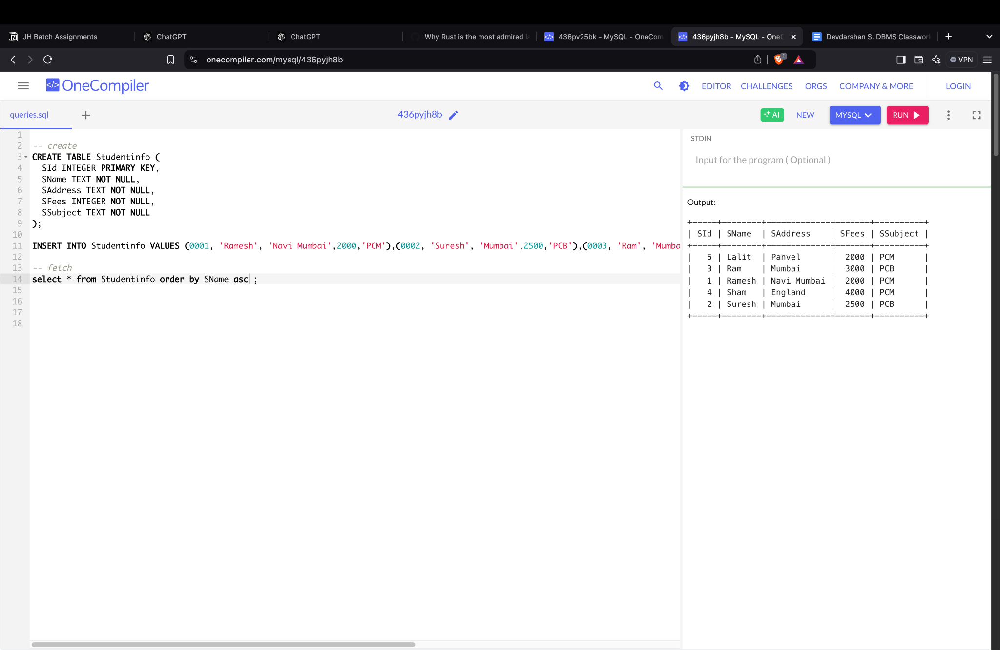 JH Batch Assignments
ChatGPT
ChatGPT
Why Rust is the most admired la
436pv25bk - MySQL - OneCom
436pyjh8b - MySQL - OneC
Devdarshan S. DBMS Classwor
onecompiler.com/mysql/436pyjh8b
1
VPN
</> OneCompiler
EDITOR
CHALLENGES
ORGS
COMPANY & MORE
LOGIN
queries.sql
436pyjh8b
AI
NEW
MYSQL
RUN
1
2 -- create
3 CREATE TABLE Studentinfo (
4 SId INTEGER PRIMARY KEY,
5 SName TEXT NOT NULL,
6 SAddress TEXT NOT NULL,
7 SFees INTEGER NOT NULL,
8 SSubject TEXT NOT NULL
9 );
10
11 INSERT INTO Studentinfo VALUES (0001, 'Ramesh', 'Navi Mumbai',2000,'PCM'),(0002, 'Suresh', 'Mumbai',2500,'PCB'),(0003, 'Ram', 'Mumba
12
13 -- fetch
14 select * from Studentinfo order by SName asc ;
15
16
17
18
STDIN
Input for the program ( Optional )
Output:
+-----+--------+-------------+-------+----------+
| SId | SName  | SAddress    | SFees | SSubject |
+-----+--------+-------------+-------+----------+
|   5 | Lalit  | Panvel      |  2000 | PCM      |
|   3 | Ram    | Mumbai      |  3000 | PCB      |
|   1 | Ramesh | Navi Mumbai |  2000 | PCM      |
|   4 | Sham   | England     |  4000 | PCM      |
|   2 | Suresh | Mumbai      |  2500 | PCB      |
+-----+--------+-------------+-------+----------+